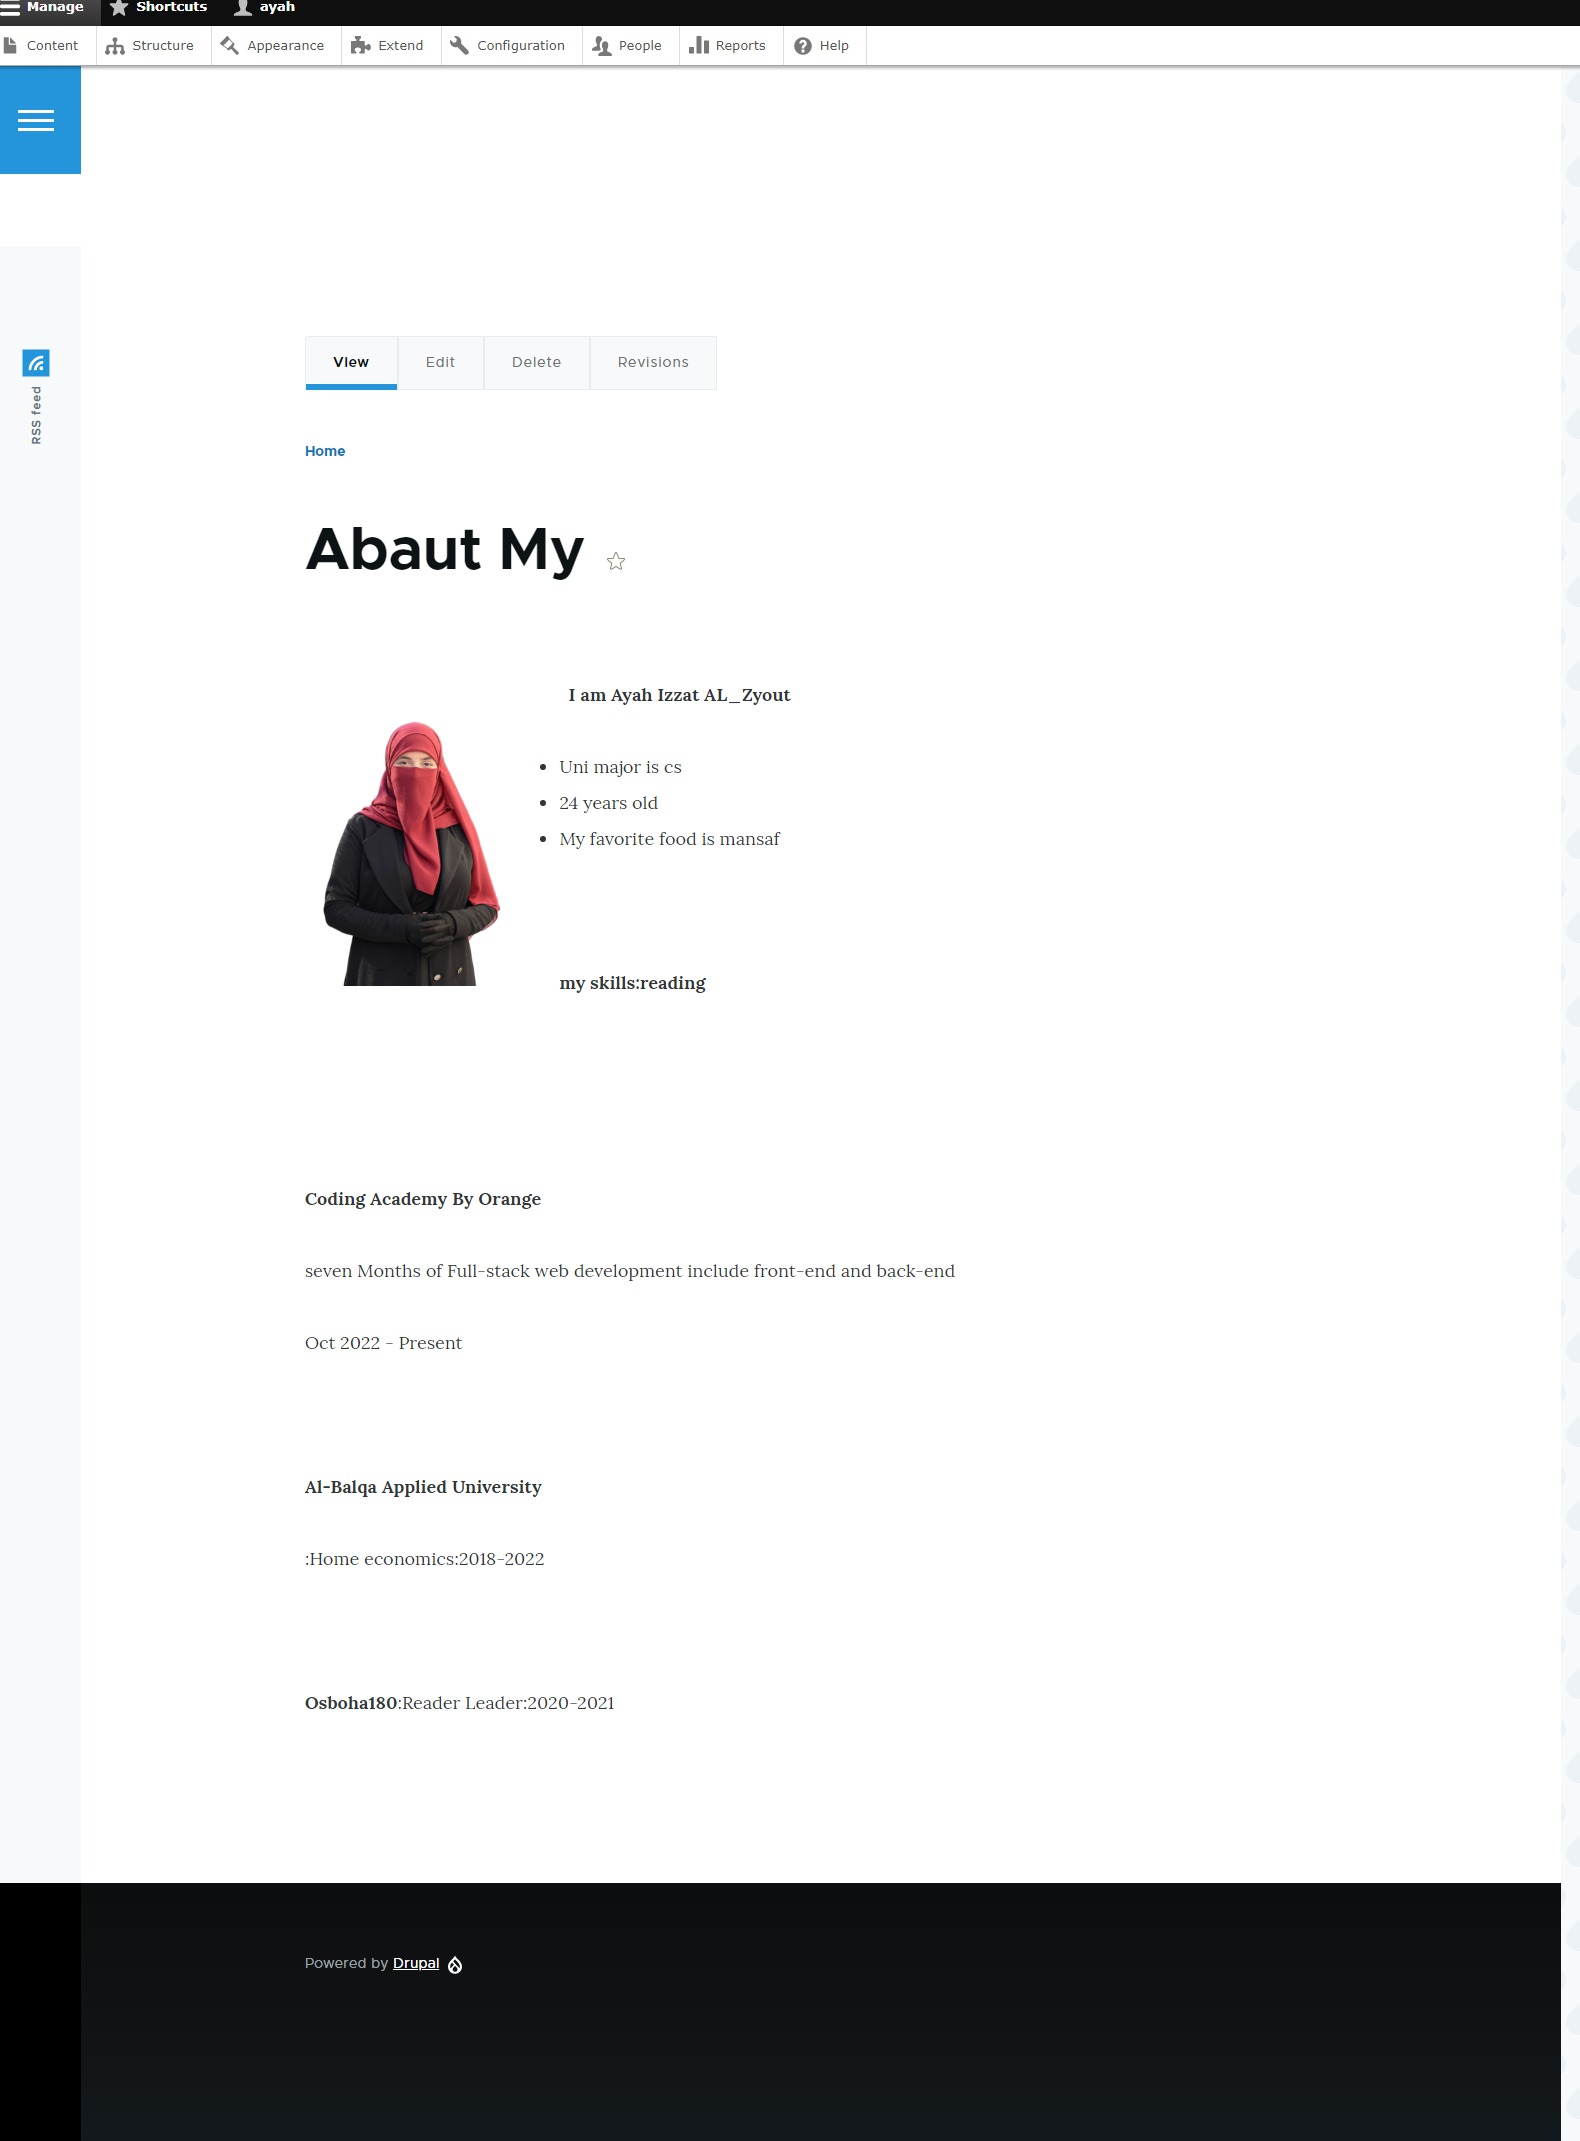 Manage Shortcuts ayah
Content Structure Appearance Extend Configuration People Reports Help
RSS feed
View Edit Delete Revisions
Home
Abaut My
I am Ayah Izzat AL_Zyout
Uni major is cs
24 years old
My favorite food is mansaf
my skills:reading
Coding Academy By Orange
seven Months of Full-stack web development include front-end and back-end
Oct 2022 - Present
Al-Balqa Applied University
:Home economics:2018-2022
Osboha180:Reader Leader:2020-2021
Powered by Drupal